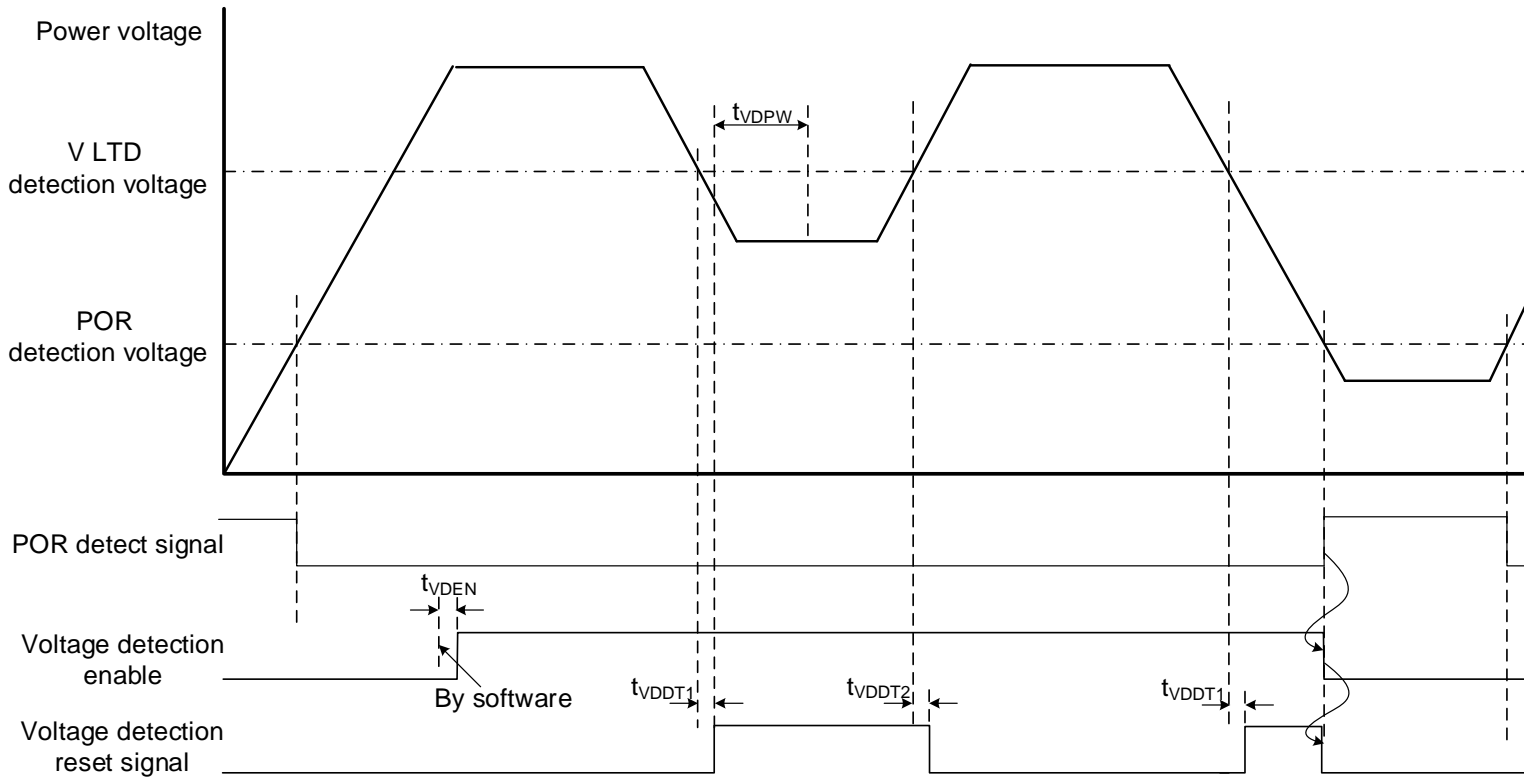 Power voltage
tVDPW
V LTD
detection voltage
POR
detection voltage
POR detect signal
tVDEN
Voltage detection
enable
By software
tVDDT1
tVDDT2
tVDDT1
Voltage detection
reset signal